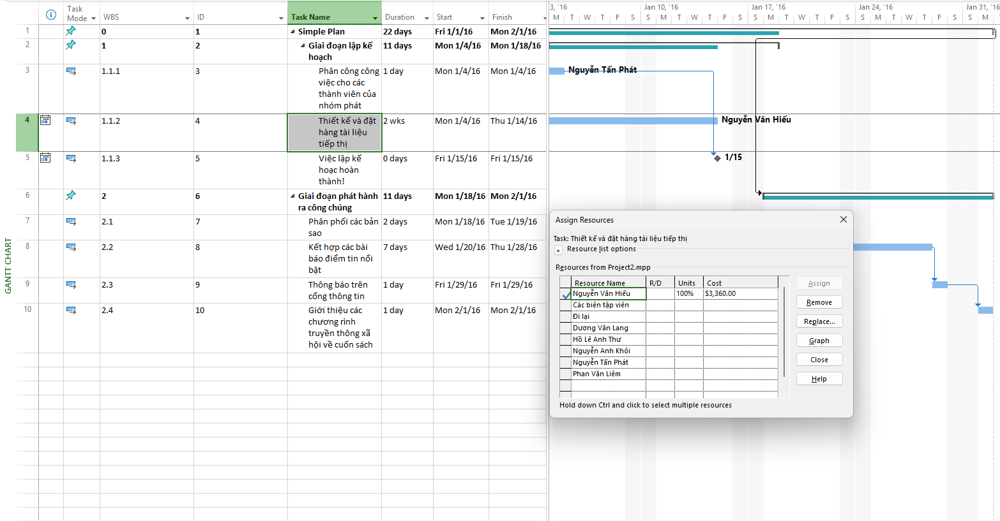 Task
Mode
WBS
ID
Task Name
Duration
Start
Finish
3, '16
Jan 10, '16
Jan 17, '16
Jan 24, '16
Jan 31, '16
M T W T F S S M T W T F S S M T W T F S S M T W T F S S M
1 0 1 Simple Plan 22 days Fri 1/1/16 Mon 2/1/16
2 1 2 Giai đoạn lập kế 11 days Mon 1/4/16 Mon 1/18/16
hoạch
3 1.1.1 3 Phân công công 1 day Mon 1/4/16 Mon 1/4/16 Nguyễn Tấn Phát
việc cho các
thành viên của
nhóm phát
4 1.1.2 4 Thiết kế và đặt 2 wks Mon 1/4/16 Thu 1/14/16 Nguyễn Văn Hiếu
hàng tài liệu
tiếp thị
5 1.1.3 5 Việc lập kế 0 days Fri 1/15/16 Fri 1/15/16 1/15
hoạc hoàn
thành!
6 2 6 Giai đoạn phát hành 11 days Mon 1/18/16 Mon 2/1/16
ra công chúng
7 2.1 7 Phân phối các bản 2 days Mon 1/18/16 Tue 1/19/16
sao
8 2.2 8 Kết hợp các bài 7 days Wed 1/20/16 Thu 1/28/16
báo điểm tin nổi
bật
9 2.3 9 Thông báo trên 1 day Fri 1/29/16 Fri 1/29/16
cổng thông tin
10 2.4 10 Giới thiệu các 1 day Mon 2/1/16 Mon 2/1/16
chương rình
truyền thông xã
hội về cuốn sách
GANTT CHART
Assign Resources
Task: Thiết kế và đặt hàng tài liệu tiếp thị
+ Resource list options
Resources from Project2.mpp
Resource Name R/D Units Cost
Nguyễn Văn Hiếu 100% $3,360.00
Các biên tập viên
Đi lại
Dương Văn Lang
Hồ Lê Anh Thư
Nguyễn Anh Khôi
Nguyễn Tấn Phát
Phan Văn Liêm
Assign
Remove
Replace...
Graph
Close
Help
Hold down Ctrl and click to select multiple resources